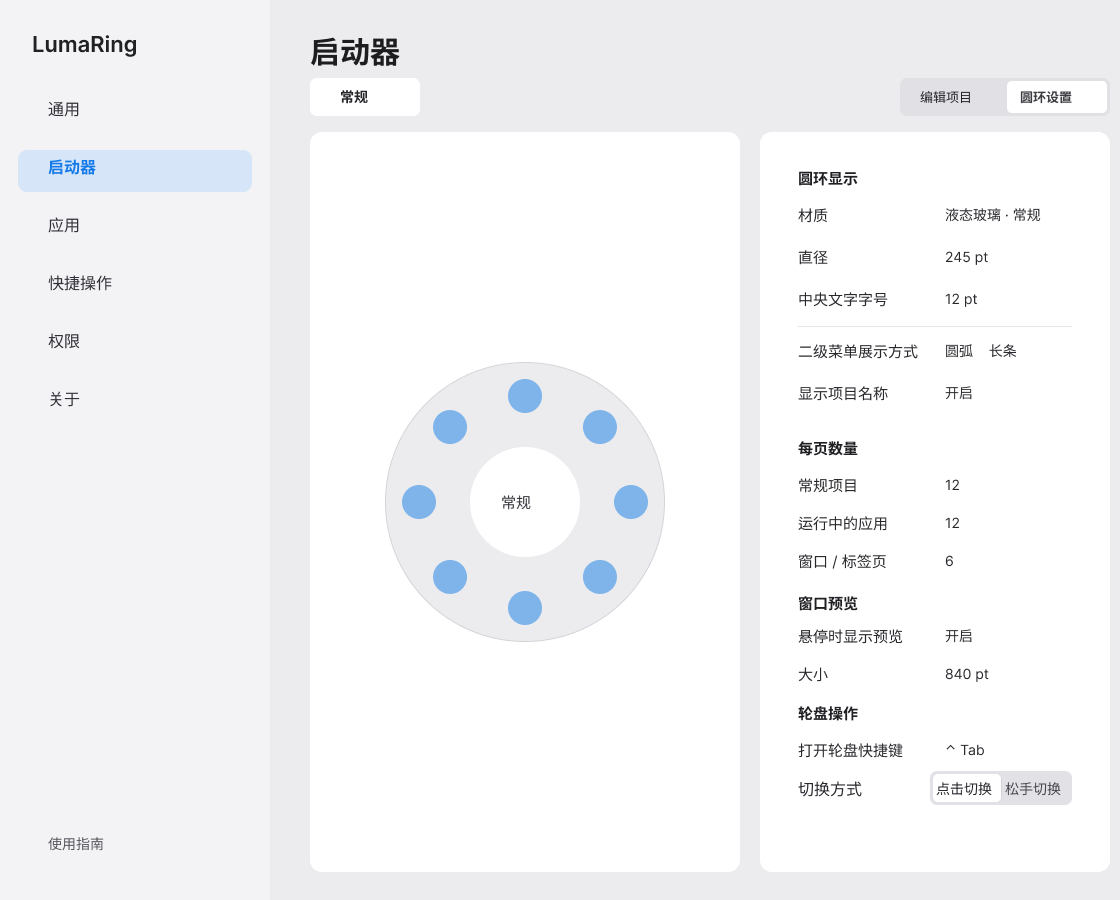 LumaRing
通用
启动器
应用
快捷操作
权限
关于
使用指南
启动器
常规
编辑项目 圆环设置
常规
圆环显示
材质 液态玻璃 · 常规
直径 245 pt
中央文字字号 12 pt
二级菜单展示方式 圆弧 长条
显示项目名称 开启
每页数量
常规项目 12
运行中的应用 12
窗口 / 标签页 6
窗口预览
悬停时显示预览 开启
大小 840 pt
轮盘操作
打开轮盘快捷键 ^ Tab
切换方式 点击切换 松手切换